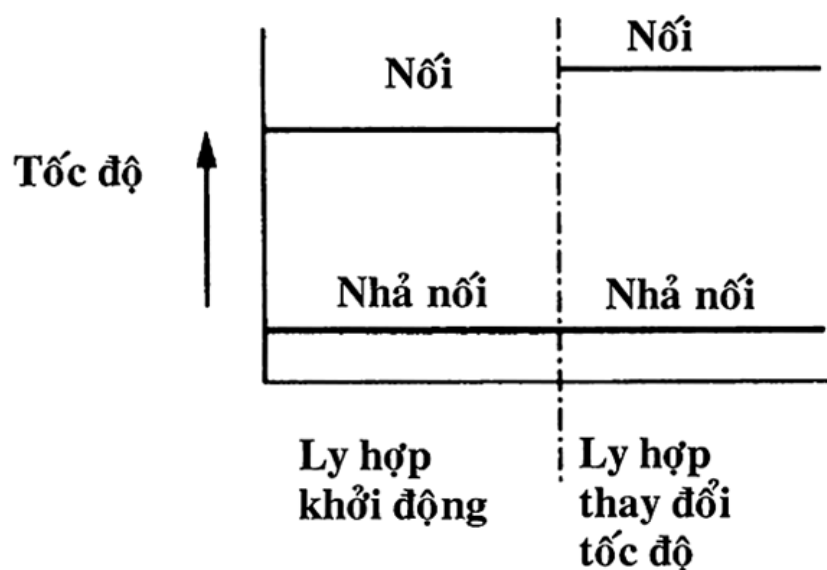 Nối
Nối
Tốc độ
Nhả nối
Nhả nối
Ly hợp
khởi động
Ly hợp
thay đổi
tốc độ